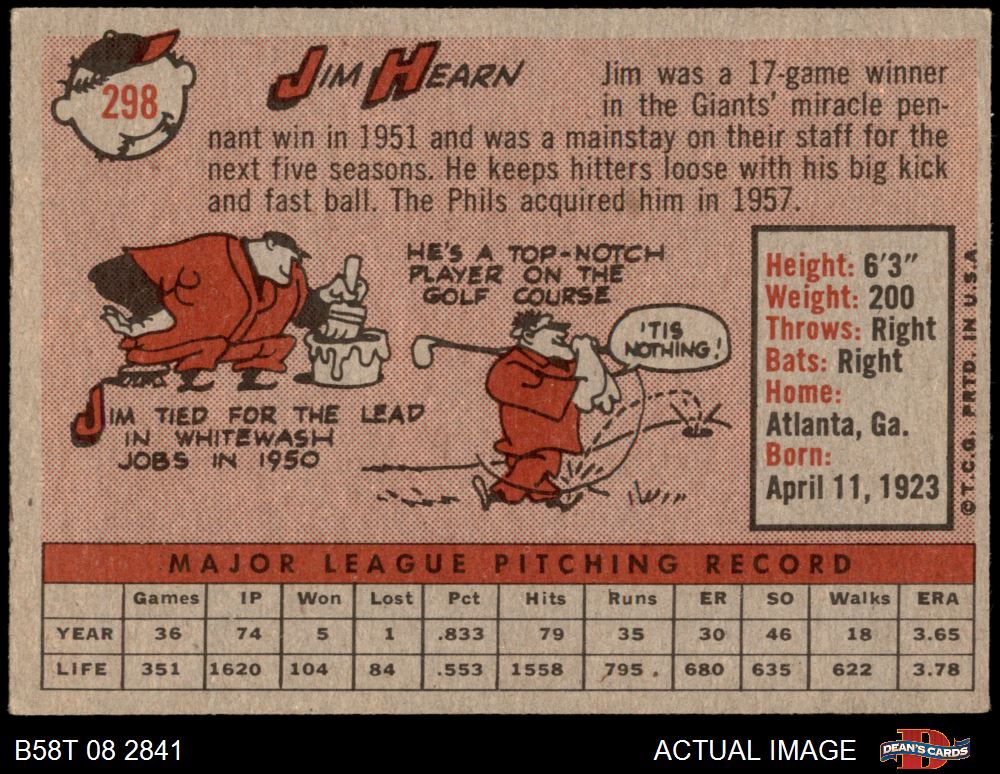 298
JIM HEARN
Jim was a 17-game winner
in the Giants' miracle pen-
nant win in 1951 and was a mainstay on their staff for the
next five seasons. He keeps hitters loose with his big kick
and fast ball. The Phils acquired him in 1957.
HE'S A TOP-NOTCH
PLAYER ON THE
GOLF COURSE
'TIS
NOTHING!
JIM TIED FOR THE LEAD
IN WHITEWASH
JOBS IN 1950
Height: 6'3"
Weight: 200
Throws: Right
Bats: Right
Home:
Atlanta, Ga.
Born:
April 11, 1923
© T.C.G. PRTD. IN U.S.A.
MAJOR LEAGUE PITCHING RECORD
Games IP Won Lost Pct Hits Runs ER SO Walks ERA
YEAR 36 74 5 1 .833 79 35 30 46 18 3.65
LIFE 351 1620 104 84 .553 1558 795 680 635 622 3.78
B58T 08 2841
ACTUAL IMAGE
DEAN'S CARDS